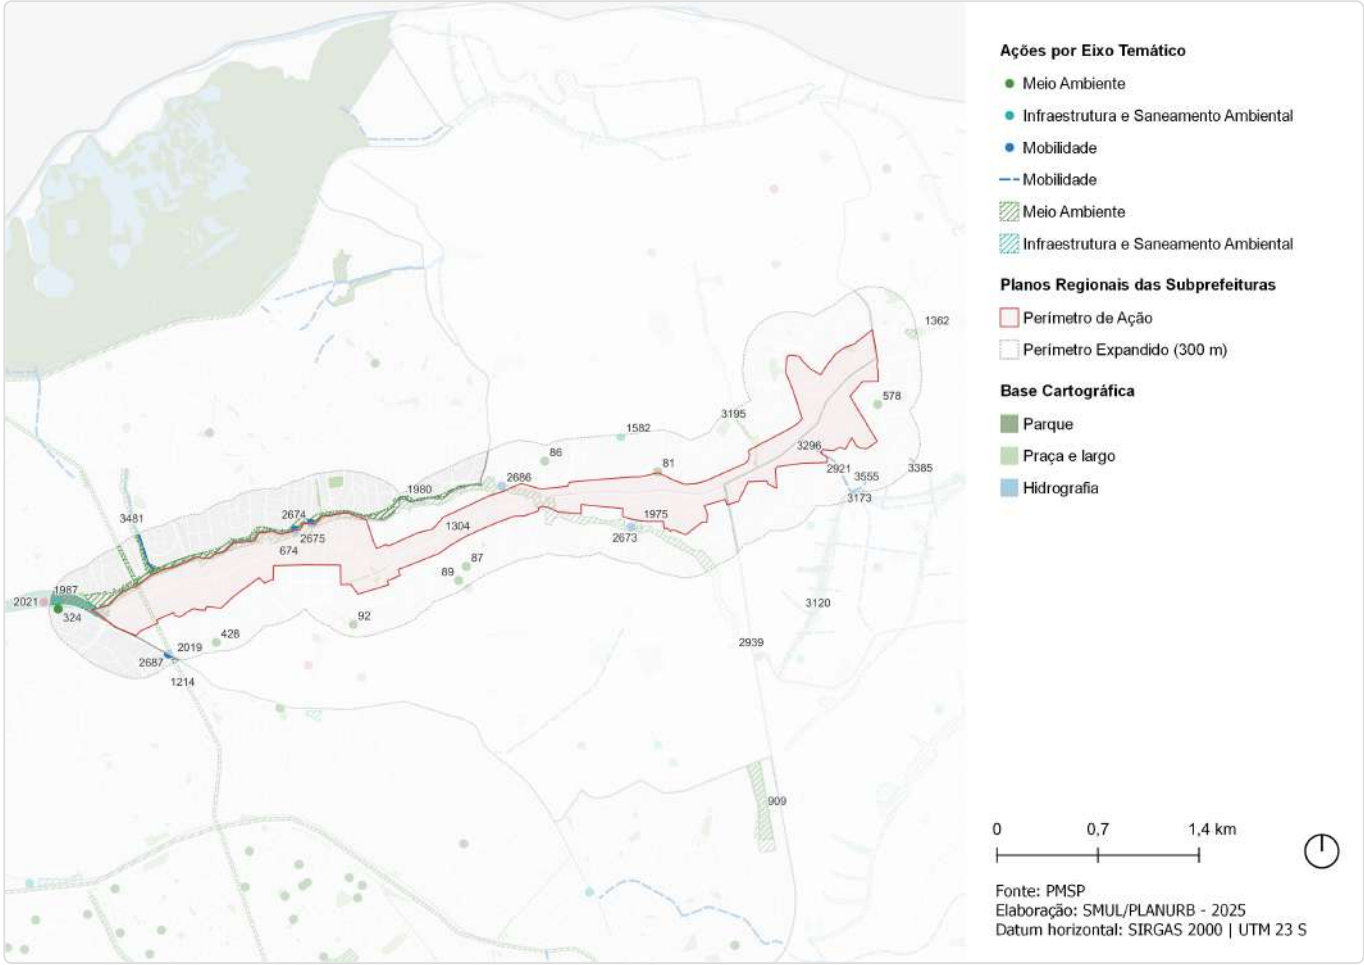 Ações por Eixo Temático
Meio Ambiente
Infraestrutura e Saneamento Ambiental
Mobilidade
Mobilidade
Meio Ambiente
Infraestrutura e Saneamento Ambiental
Planos Regionais das Subprefeituras
Perímetro de Ação
Perímetro Expandido (300 m)
Base Cartográfica
Parque
Praça e largo
Hidrografia
1362
578
3195
1582
3296
86
81
2921
3385
3555
2686
3173
1980
2674
1975
3481
1304
2675
2673
674
87
89
1987
2021
3120
324
92
428
2939
2019
2687
1214
909
0 0,7 1,4 km
Fonte: PMSP
Elaboração: SMUL/PLANURB - 2025
Datum horizontal: SIRGAS 2000 | UTM 23 S